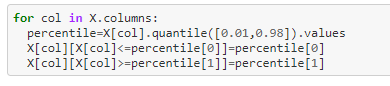 for col in X.columns:
percentile=X[col].quantile([0.01,0.98]).values
X[col][X[col]<=percentile[0]]=percentile[0]
X[col][X[col]>=percentile[1]]=percentile[1]